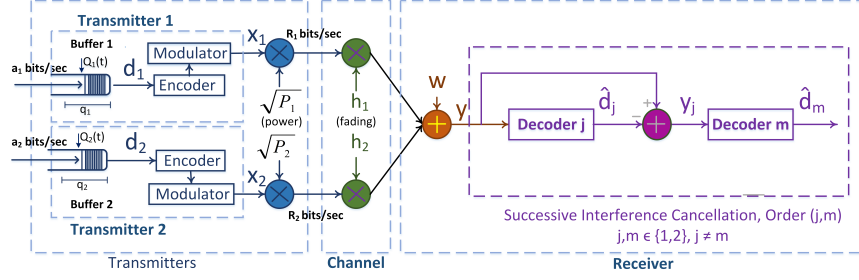 Transmitter 1
Buffer 1
a₁ bits/sec
Q₁(t)
q₁
d₁
Encoder
Modulator
x₁
R₁ bits/sec
√P₁
(power)
√P₂
h₁
(fading)
h₂
a₂ bits/sec
Q₂(t)
q₂
Buffer 2
d₂
Encoder
Modulator
x₂
R₂ bits/sec
Transmitter 2
Transmitters
Channel
w
+
y
Decoder j
d̂ⱼ
+
−
+
yⱼ
Decoder m
d̂ₘ
Successive Interference Cancellation, Order (j,m)
j,m ϵ {1,2}, j ≠ m
Receiver